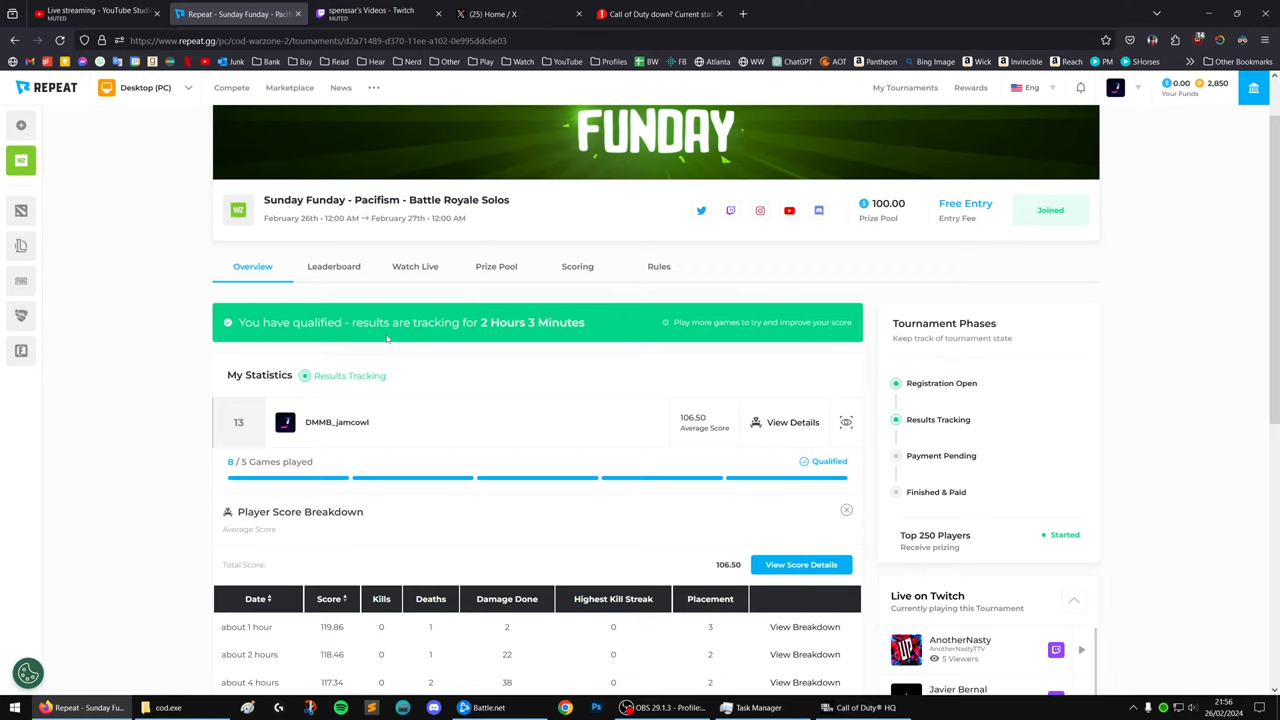 Live streaming - YouTube Studi
MUTED
Repeat - Sunday Funday - Pacifi
MUTED
spenssar's Videos - Twitch
MUTED
(25) Home / X
Call of Duty down? Current stat
https://www.repeat.gg/pc/cod-warzone-2/tournaments/d2a71489-d370-11ee-a102-0e995ddc6e03
Bank
Buy
Read
Hear
Nerd
Other
Play
Watch
YouTube
Profiles
BW
FB
Atlanta
WW
ChatGPT
AOT
Pantheon
Bing Image
Wick
Invincible
Reach
PM
SHorses
Other Bookmarks
REPEAT
Desktop (PC)
Compete
Marketplace
News
My Tournaments
Rewards
Eng
0.00
2,850
Your Funds
FUNDAY
WZ
WZ
Sunday Funday - Pacifism - Battle Royale Solos
February 26th • 12:00 AM → February 27th • 12:00 AM
100.00
Prize Pool
Free Entry
Entry Fee
Joined
Overview
Leaderboard
Watch Live
Prize Pool
Scoring
Rules
You have qualified - results are tracking for 2 Hours 3 Minutes
Play more games to try and improve your score
My Statistics
Results Tracking
13
DMMB_jamcowl
106.50
Average Score
View Details
8 / 5 Games played
Qualified
Player Score Breakdown
Average Score
Total Score:
106.50
View Score Details
Date
Score
Kills
Deaths
Damage Done
Highest Kill Streak
Placement
about 1 hour
119.86
0
1
2
0
3
View Breakdown
about 2 hours
118.46
0
1
22
0
2
View Breakdown
about 4 hours
117.34
0
2
38
0
2
View Breakdown
Tournament Phases
Keep track of tournament state
Registration Open
Results Tracking
Payment Pending
Finished & Paid
Top 250 Players
Receive prizing
Started
Live on Twitch
Currently playing this Tournament
AnotherNasty
AnotherNastyTTV
5 Viewers
Javier Bernal
Repeat - Sunday Fu...
cod.exe
Battle.net
OBS 29.1.3 - Profile:...
Task Manager
Call of Duty® HQ
21:56
26/02/2024